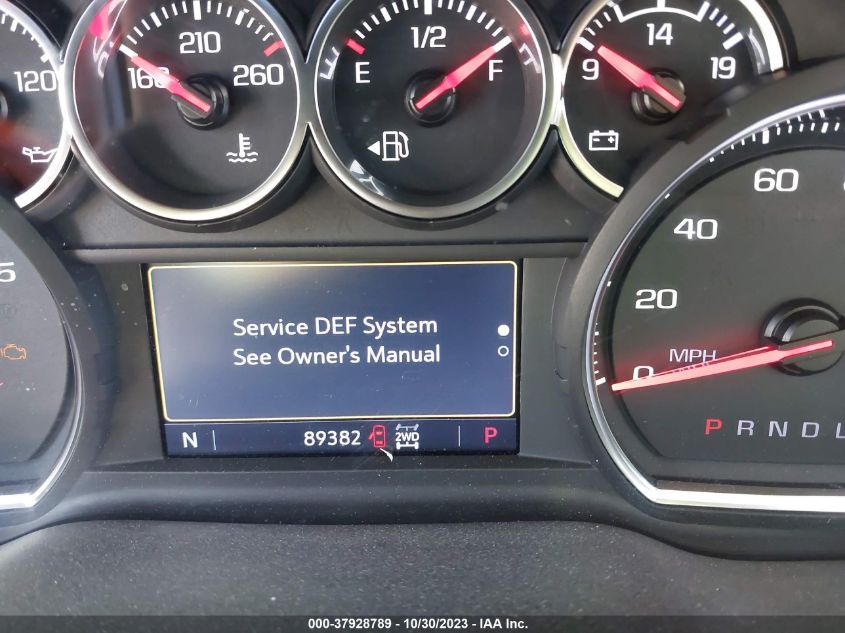 120
160
210
260
E
1/2
F
9
14
19
5
Service DEF System
See Owner's Manual
N
89382
2WD
P
0
20
40
60
MPH
P R N D L
000-37928789 - 10/30/2023 - IAA Inc.